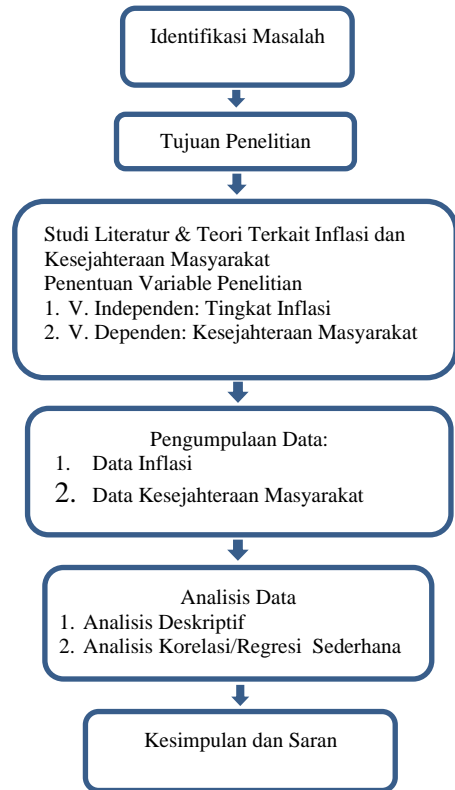 Identifikasi Masalah
Tujuan Penelitian
Studi Literatur & Teori Terkait Inflasi dan
Kesejahteraan Masyarakat
Penentuan Variable Penelitian
1. V. Independen: Tingkat Inflasi
2. V. Dependen: Kesejahteraan Masyarakat
Pengumpulaan Data:
1. Data Inflasi
2. Data Kesejahteraan Masyarakat
Analisis Data
1. Analisis Deskriptif
2. Analisis Korelasi/Regresi Sederhana
Kesimpulan dan Saran